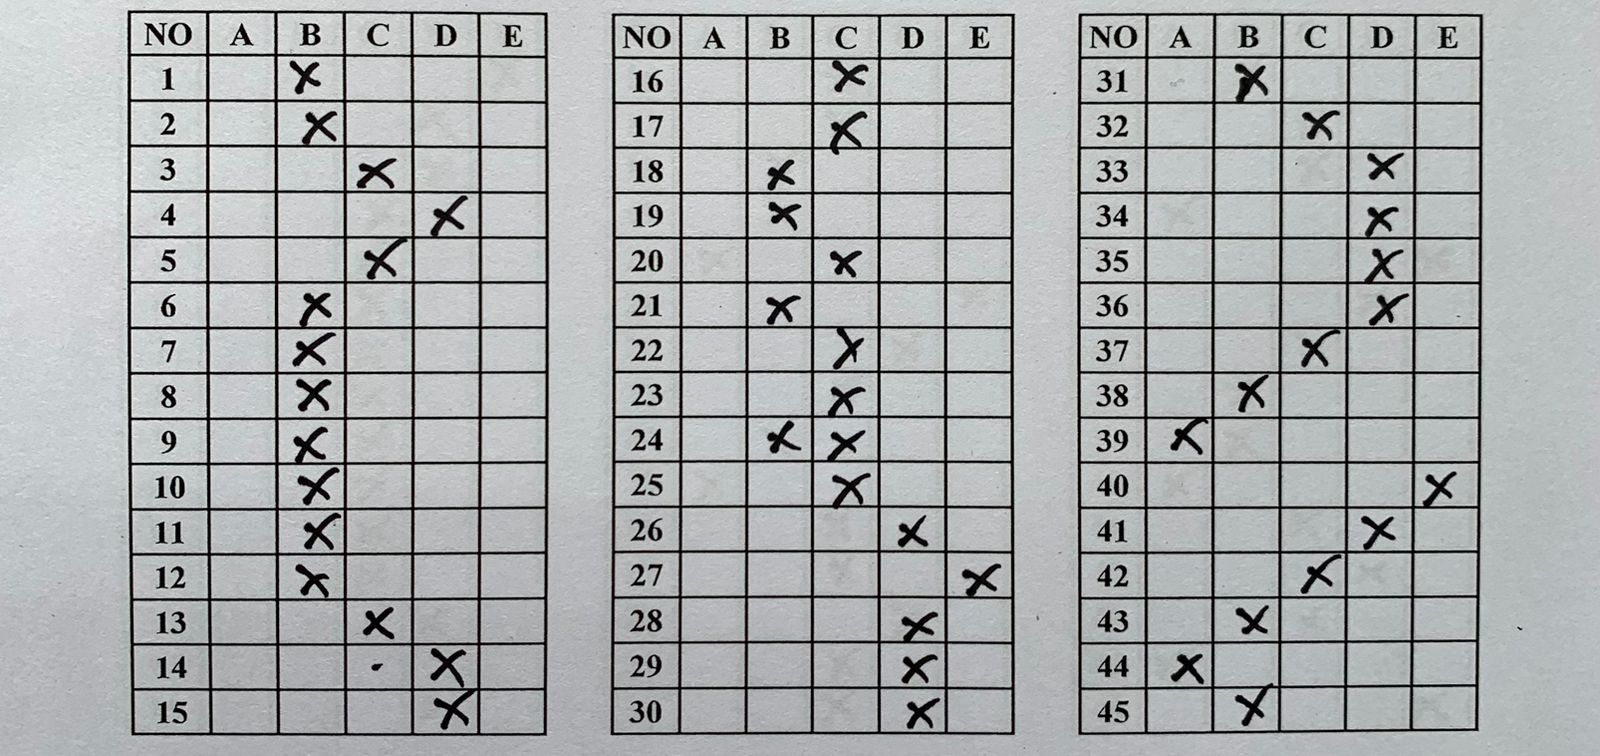 NO A B C D E
1 X
2 X
3 X
4 X
5 X
6 X
7 X
8 X
9 X
10 X
11 X
12 X
13 X
14 X
15 X
NO A B C D E
16 X
17 X
18 X
19 X
20 X
21 X
22 X
23 X
24 X X
25 X
26 X
27 X
28 X
29 X
30 X
NO A B C D E
31 X
32 X
33 X
34 X
35 X
36 X
37 X
38 X
39 X
40 X
41 X
42 X
43 X
44 X
45 X